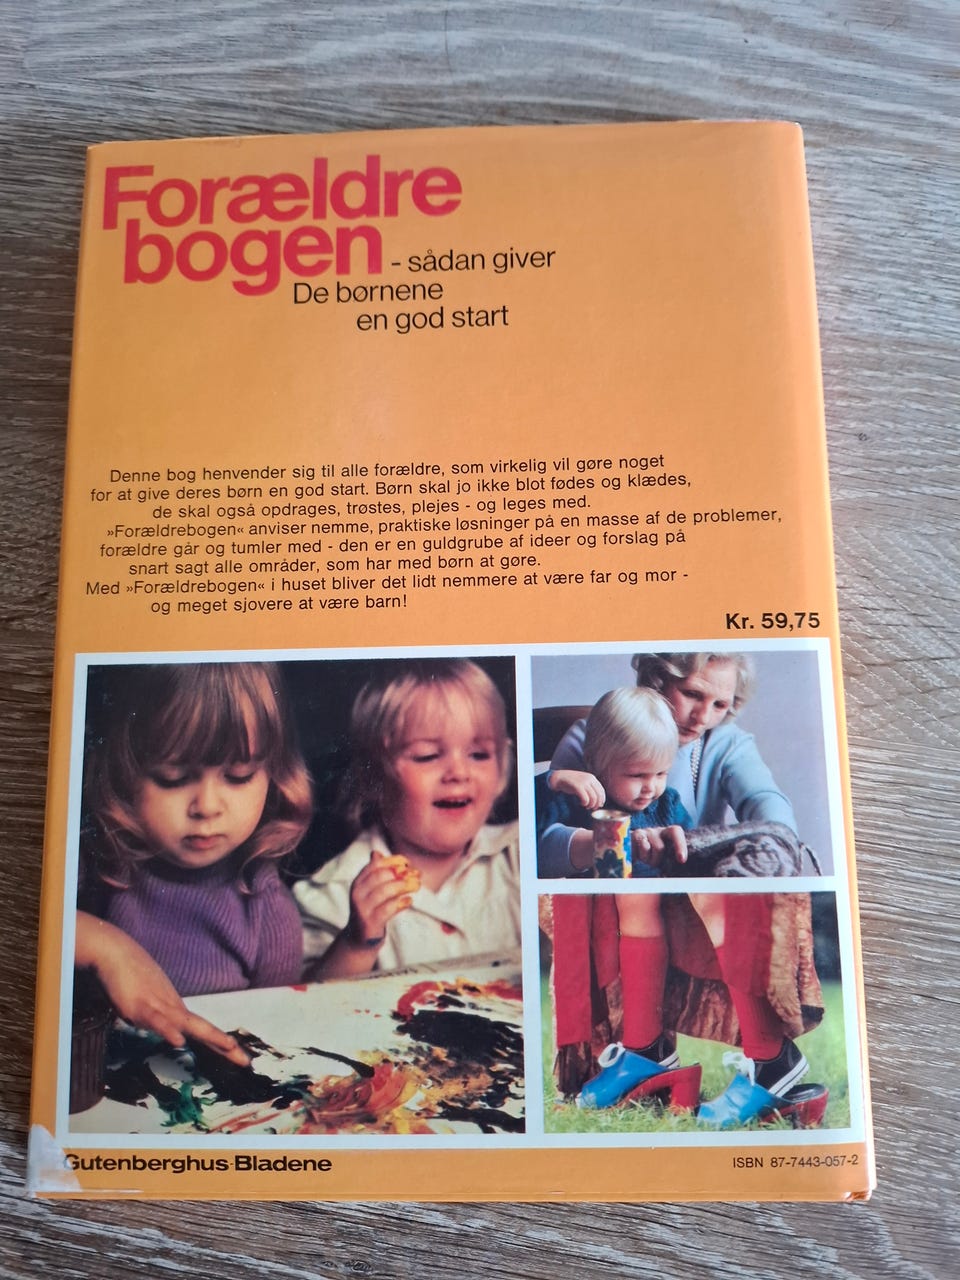 Forældre
bogen - sådan giver
De børnene
en god start
Denne bog henvender sig til alle forældre, som virkelig vil gøre noget
for at give deres børn en god start. Børn skal jo ikke blot fødes og klædes,
de skal også opdrages, trøstes, plejes - og leges med.
»Forældrebogen« anviser nemme, praktiske løsninger på en masse af de problemer,
forældre går og tumler med - den er en guldgrube af ideer og forslag på
snart sagt alle områder, som har med børn at gøre.
Med »Forældrebogen« i huset bliver det lidt nemmere at være far og mor -
og meget sjovere at være barn!
Kr. 59,75
Gutenberghus-Bladene
ISBN 87-7443-057-2